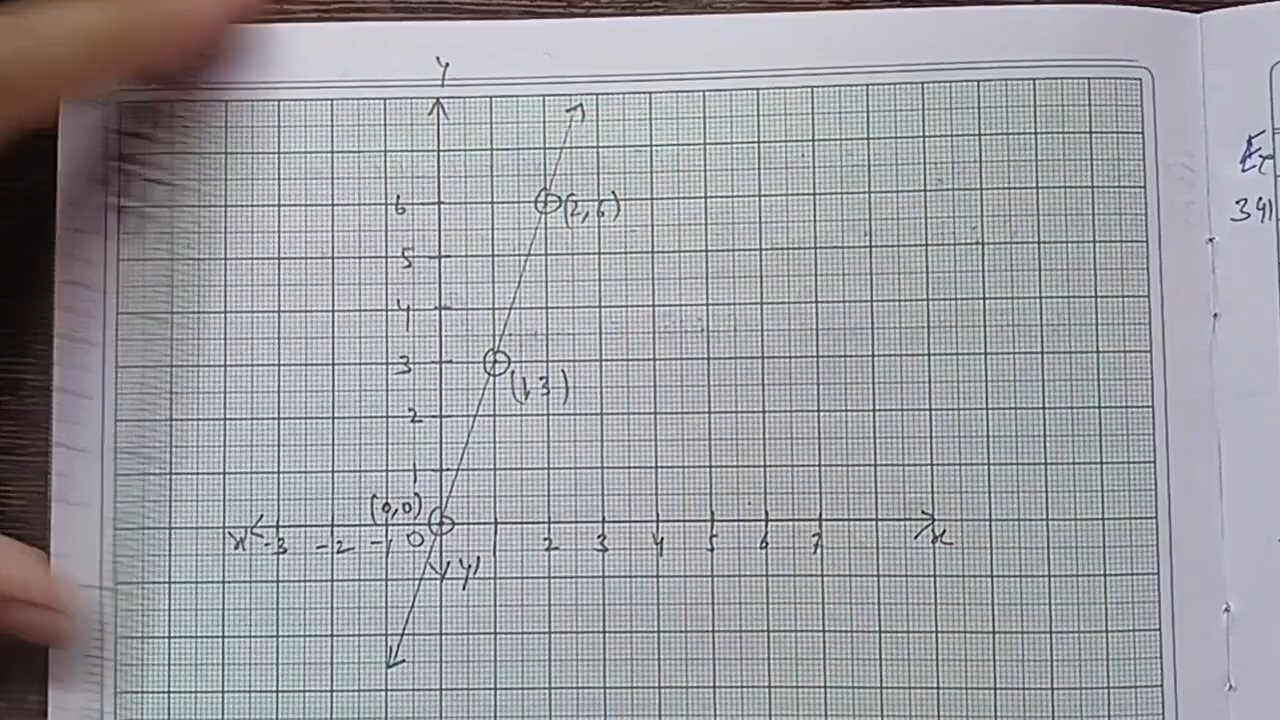 y
6 (2,6)
5
4
3 (1,3)
2
1
(0,0)
x' -3 -2 -1 0 1 2 3 4 5 6 7 x
y'
341